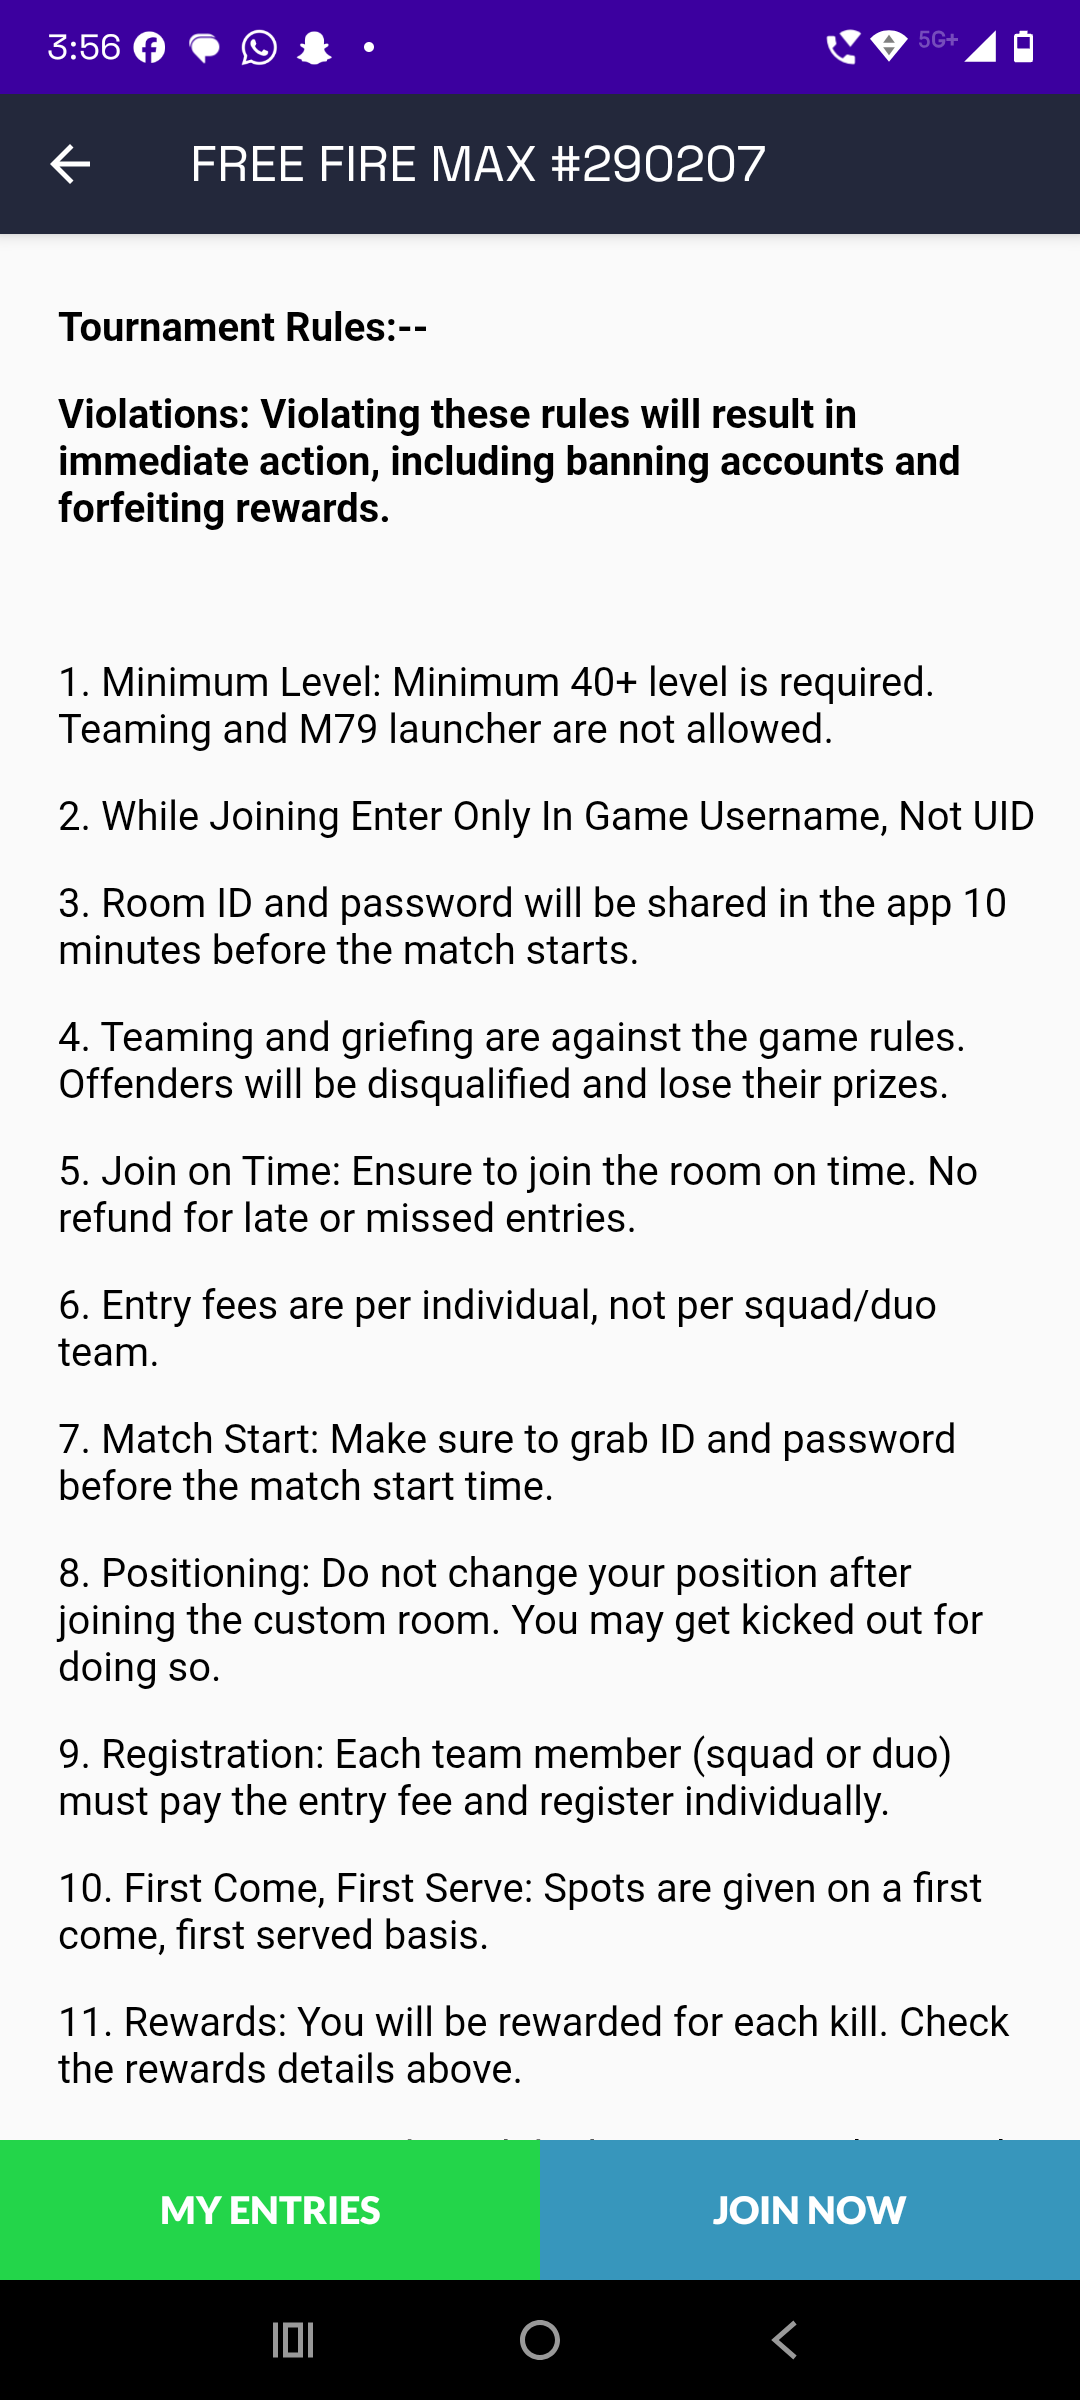 3:56
5G+
FREE FIRE MAX #290207
Tournament Rules:--
Violations: Violating these rules will result in
immediate action, including banning accounts and
forfeiting rewards.
1. Minimum Level: Minimum 40+ level is required.
Teaming and M79 launcher are not allowed.
2. While Joining Enter Only In Game Username, Not UID
3. Room ID and password will be shared in the app 10
minutes before the match starts.
4. Teaming and griefing are against the game rules.
Offenders will be disqualified and lose their prizes.
5. Join on Time: Ensure to join the room on time. No
refund for late or missed entries.
6. Entry fees are per individual, not per squad/duo
team.
7. Match Start: Make sure to grab ID and password
before the match start time.
8. Positioning: Do not change your position after
joining the custom room. You may get kicked out for
doing so.
9. Registration: Each team member (squad or duo)
must pay the entry fee and register individually.
10. First Come, First Serve: Spots are given on a first
come, first served basis.
11. Rewards: You will be rewarded for each kill. Check
the rewards details above.
MY ENTRIES
JOIN NOW